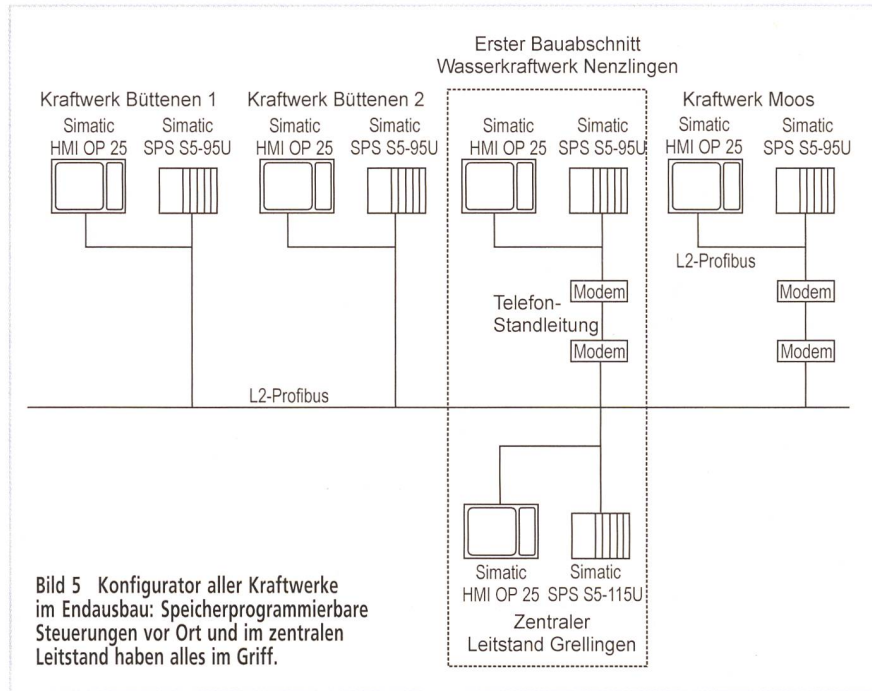 Erster Bauabschnitt
Wasserkraftwerk Nenzlingen
Kraftwerk Büttenen 1
Simatic
HMI OP 25
Simatic
SPS S5-95U
Kraftwerk Büttenen 2
Simatic
HMI OP 25
Simatic
SPS S5-95U
Simatic
HMI OP 25
Simatic
SPS S5-95U
Kraftwerk Moos
Simatic
HMI OP 25
Simatic
SPS S5-95U
L2-Profibus
Modem
Modem
Telefon-
Standleitung
Modem
Modem
L2-Profibus
Simatic
HMI OP 25
Simatic
SPS S5-115U
Zentraler
Leitstand Grellingen
Bild 5 Konfigurator aller Kraftwerke
im Endausbau: Speicherprogrammierbare
Steuerungen vor Ort und im zentralen
Leitstand haben alles im Griff.